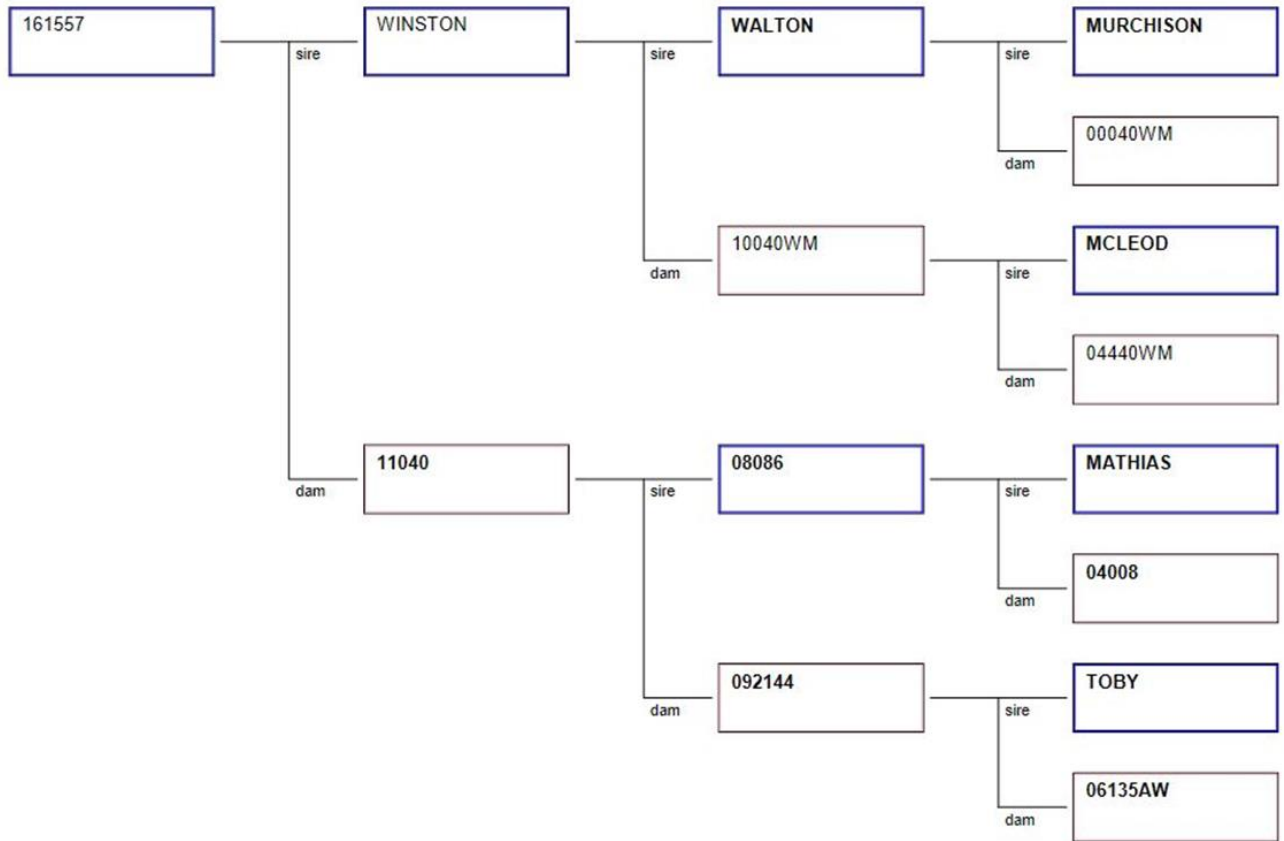 161557
sire
WINSTON
sire
WALTON
sire
MURCHISON
dam
00040WM
dam
10040WM
sire
MCLEOD
dam
04440WM
dam
11040
sire
08086
sire
MATHIAS
dam
04008
dam
092144
sire
TOBY
dam
06135AW